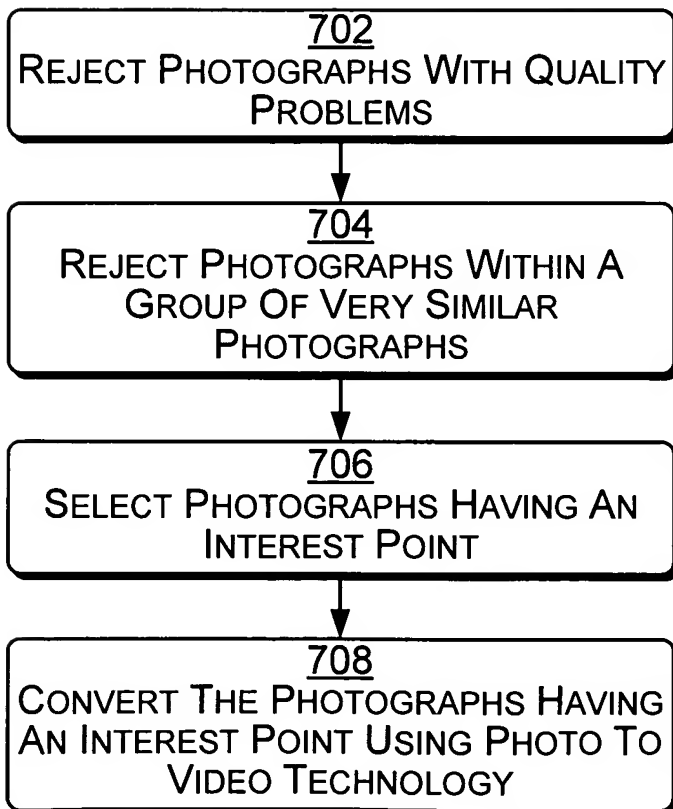 702
REJECT PHOTOGRAPHS WITH QUALITY
PROBLEMS
704
REJECT PHOTOGRAPHS WITHIN A
GROUP OF VERY SIMILAR
PHOTOGRAPHS
706
SELECT PHOTOGRAPHS HAVING AN
INTEREST POINT
708
CONVERT THE PHOTOGRAPHS HAVING
AN INTEREST POINT USING PHOTO TO
VIDEO TECHNOLOGY